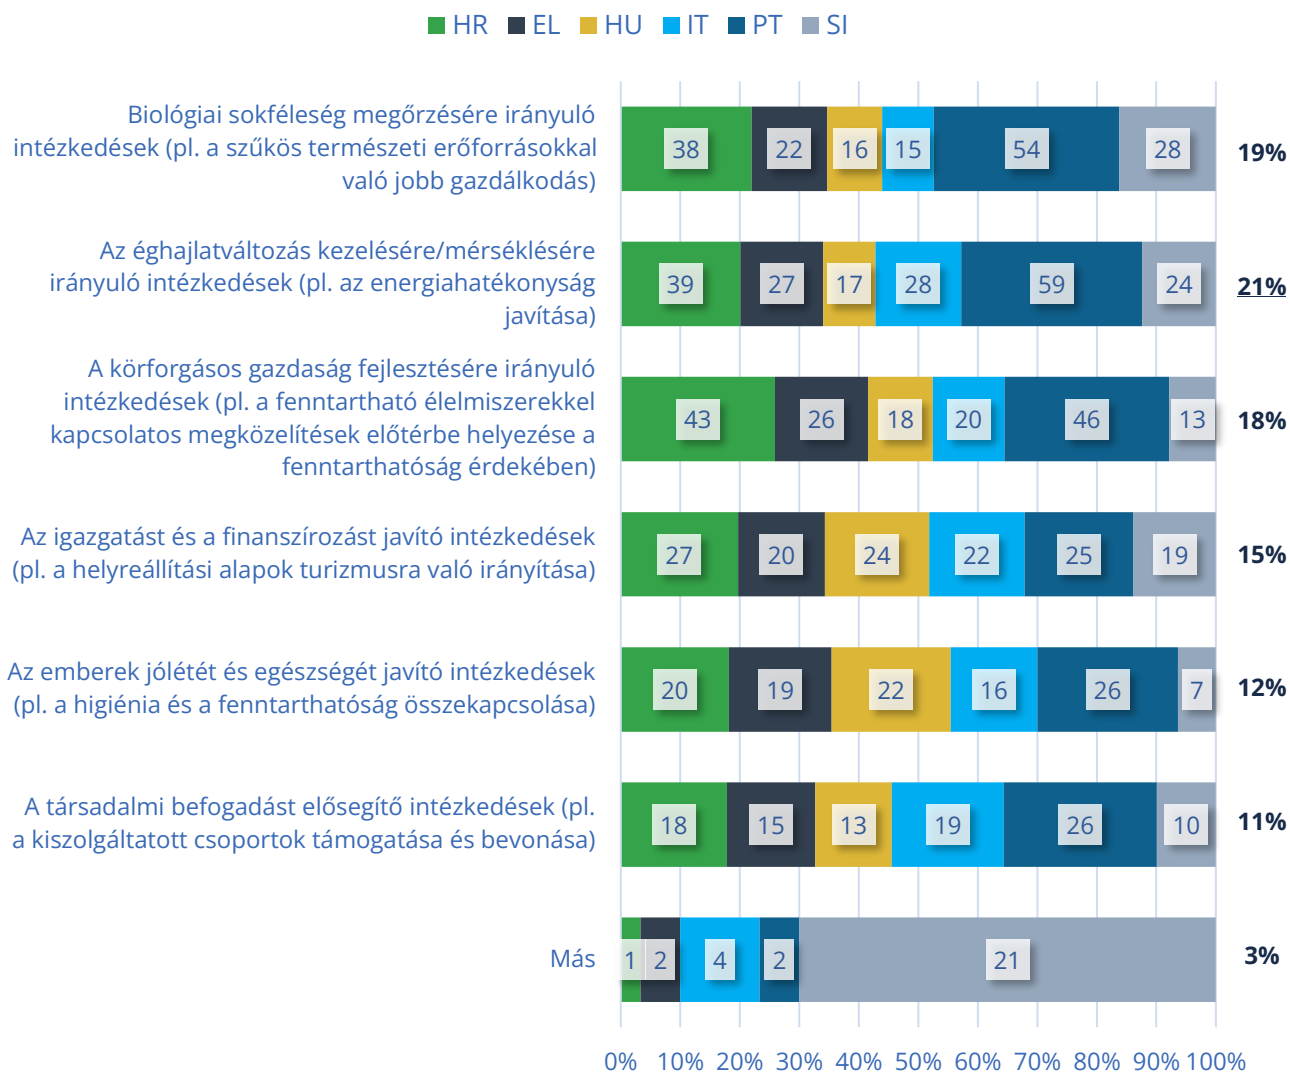 HR EL HU IT PT SI
Biológiai sokféleség megőrzésére irányuló
intézkedések (pl. a szűkös természeti erőforrásokkal
való jobb gazdálkodás)
38 22 16 15 54 28 19%
Az éghajlatváltozás kezelésére/mérséklésére
irányuló intézkedések (pl. az energiahatékonyság
javítása)
39 27 17 28 59 24 21%
A körforgásos gazdaság fejlesztésére irányuló
intézkedések (pl. a fenntartható élelmiszerekkel
kapcsolatos megközelítések előtérbe helyezése a
fenntarthatóság érdekében)
43 26 18 20 46 13 18%
Az igazgatást és a finanszírozást javító intézkedések
(pl. a helyreállítási alapok turizmusra való irányítása)
27 20 24 22 25 19 15%
Az emberek jólétét és egészségét javító intézkedések
(pl. a higiénia és a fenntarthatóság összekapcsolása)
20 19 22 16 26 7 12%
A társadalmi befogadást elősegítő intézkedések (pl.
a kiszolgáltatott csoportok támogatása és bevonása)
18 15 13 19 26 10 11%
Más
1 2 4 2 21 3%
0% 10% 20% 30% 40% 50% 60% 70% 80% 90% 100%